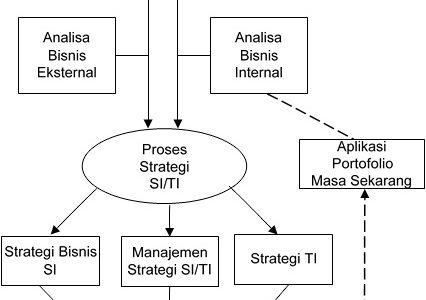 Analisa
Bisnis
Eksternal
Analisa
Bisnis
Internal
Proses
Strategi
SI/TI
Aplikasi
Portofolio
Masa Sekarang
Strategi Bisnis
SI
Manajemen
Strategi SI/TI
Strategi TI